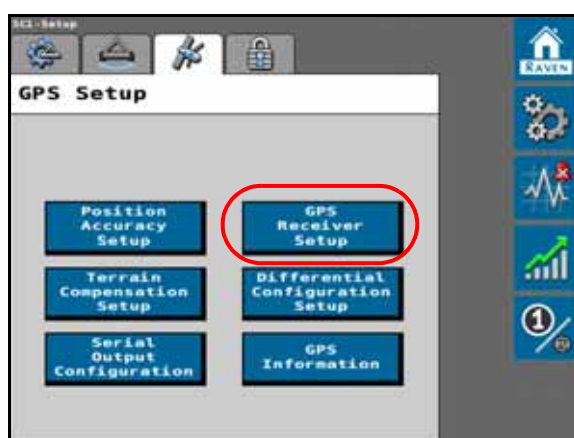 SC1-Setup
GPS Setup
RAVEN
Position
Accuracy
Setup
GPS
Receiver
Setup
Terrain
Compensation
Setup
Differential
Configuration
Setup
Serial
Output
Configuration
GPS
Information
1